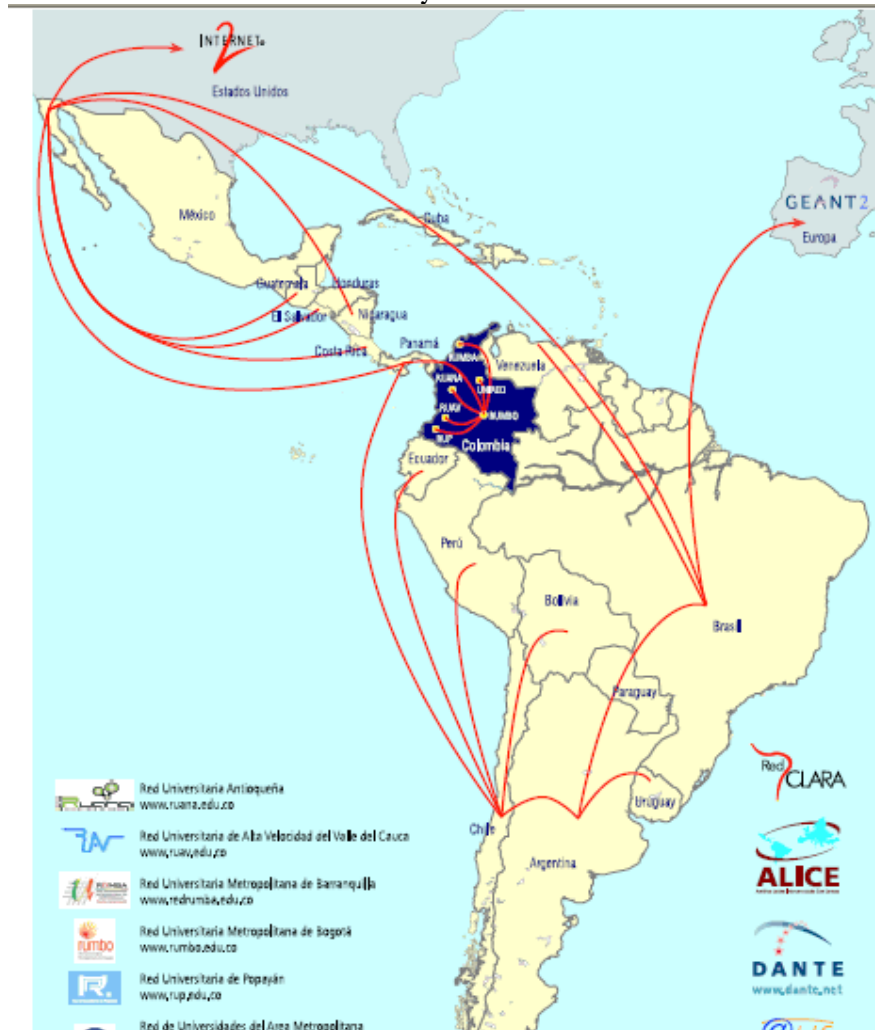 INTERNET®
2
Estados Unidos
GEANT2
Europa
México
Cuba
Guatemala
Honduras
El Salvador
Nicaragua
Costa Rica
Panamá
Venezuela
RUMBA
RUANA
UNIRED
RUAV
RUMBO
RUP
Colombia
Ecuador
Perú
Bolivia
Brasil
Paraguay
Uruguay
Chile
Argentina
Red
CLARA
ALICE
DANTE
www.dante.net
Ruana
Red Universitaria Antioqueña
www.ruana.edu.co
Red Universitaria de Alta Velocidad del Valle del Cauca
www.ruav.edu.co
Red Universitaria Metropolitana de Barranquilla
www.redrumba.edu.co
rumbo
Red Universitaria Metropolitana de Bogotá
www.rumbo.edu.co
Red Universitaria de Popayán
www.rup.edu.co
Red de Universidades del Area Metropolitana